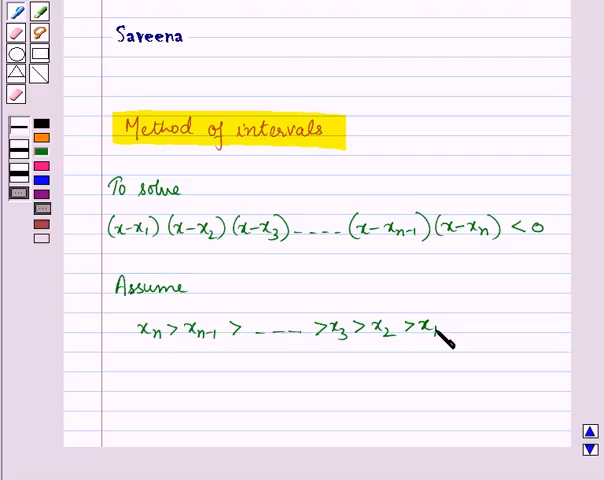 Saveena
Method of intervals
To solve
(x-x₁) (x-x₂) (x-x₃) ---- (x-xₙ₋₁) (x-xₙ) < 0
Assume
xₙ > xₙ₋₁ > ---- > x₃ > x₂ > x₁